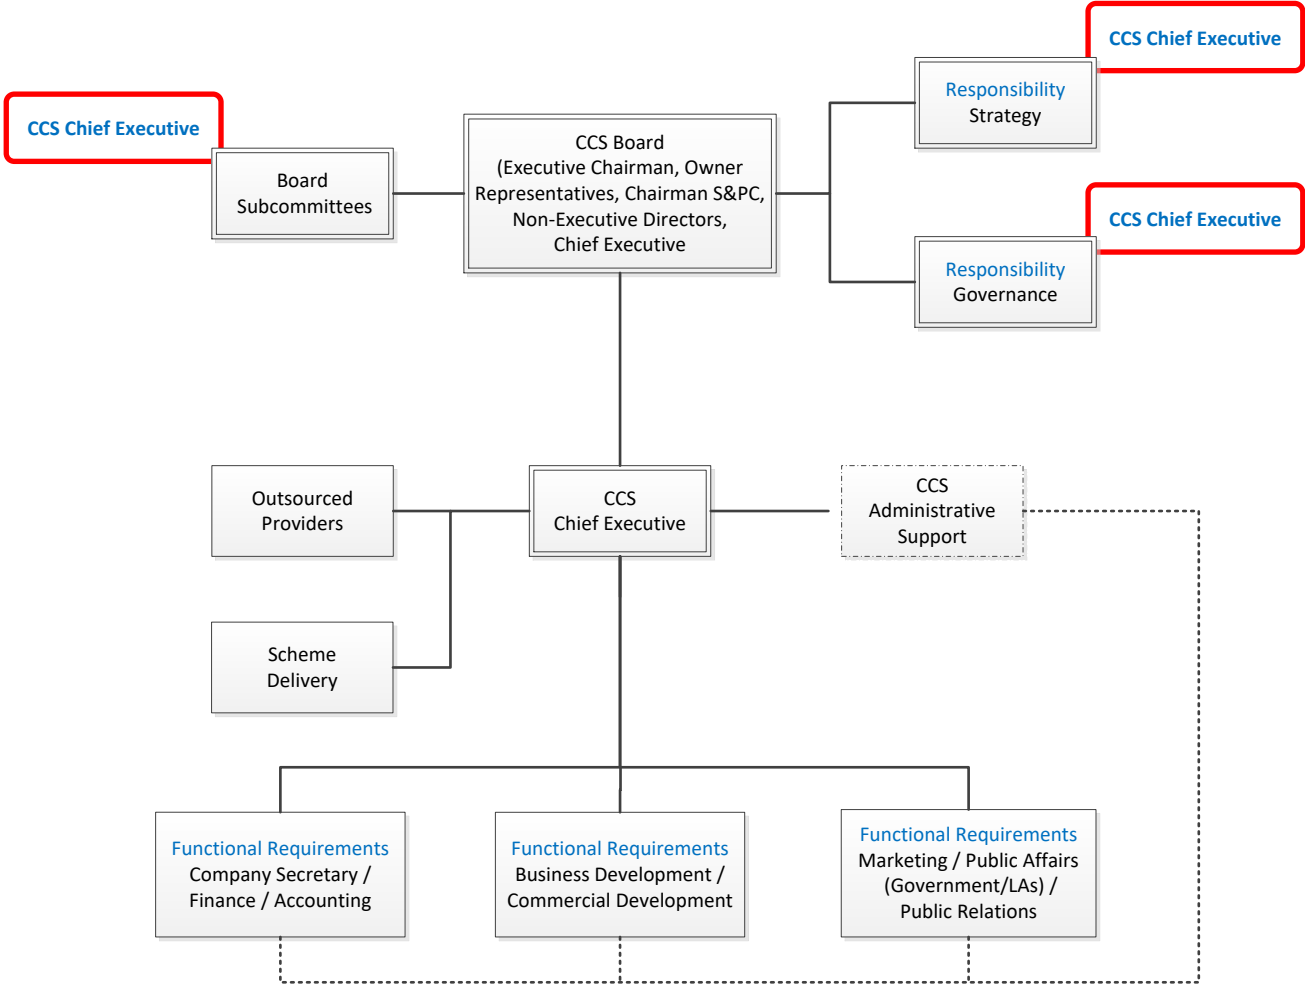 CCS Chief Executive
CCS Chief Executive
Board
Subcommittees
CCS Board
(Executive Chairman, Owner
Representatives, Chairman S&PC,
Non-Executive Directors,
Chief Executive
Responsibility
Strategy
CCS Chief Executive
Responsibility
Governance
Outsourced
Providers
CCS
Chief Executive
CCS
Administrative
Support
Scheme
Delivery
Functional Requirements
Company Secretary /
Finance / Accounting
Functional Requirements
Business Development /
Commercial Development
Functional Requirements
Marketing / Public Affairs
(Government/LAs) /
Public Relations